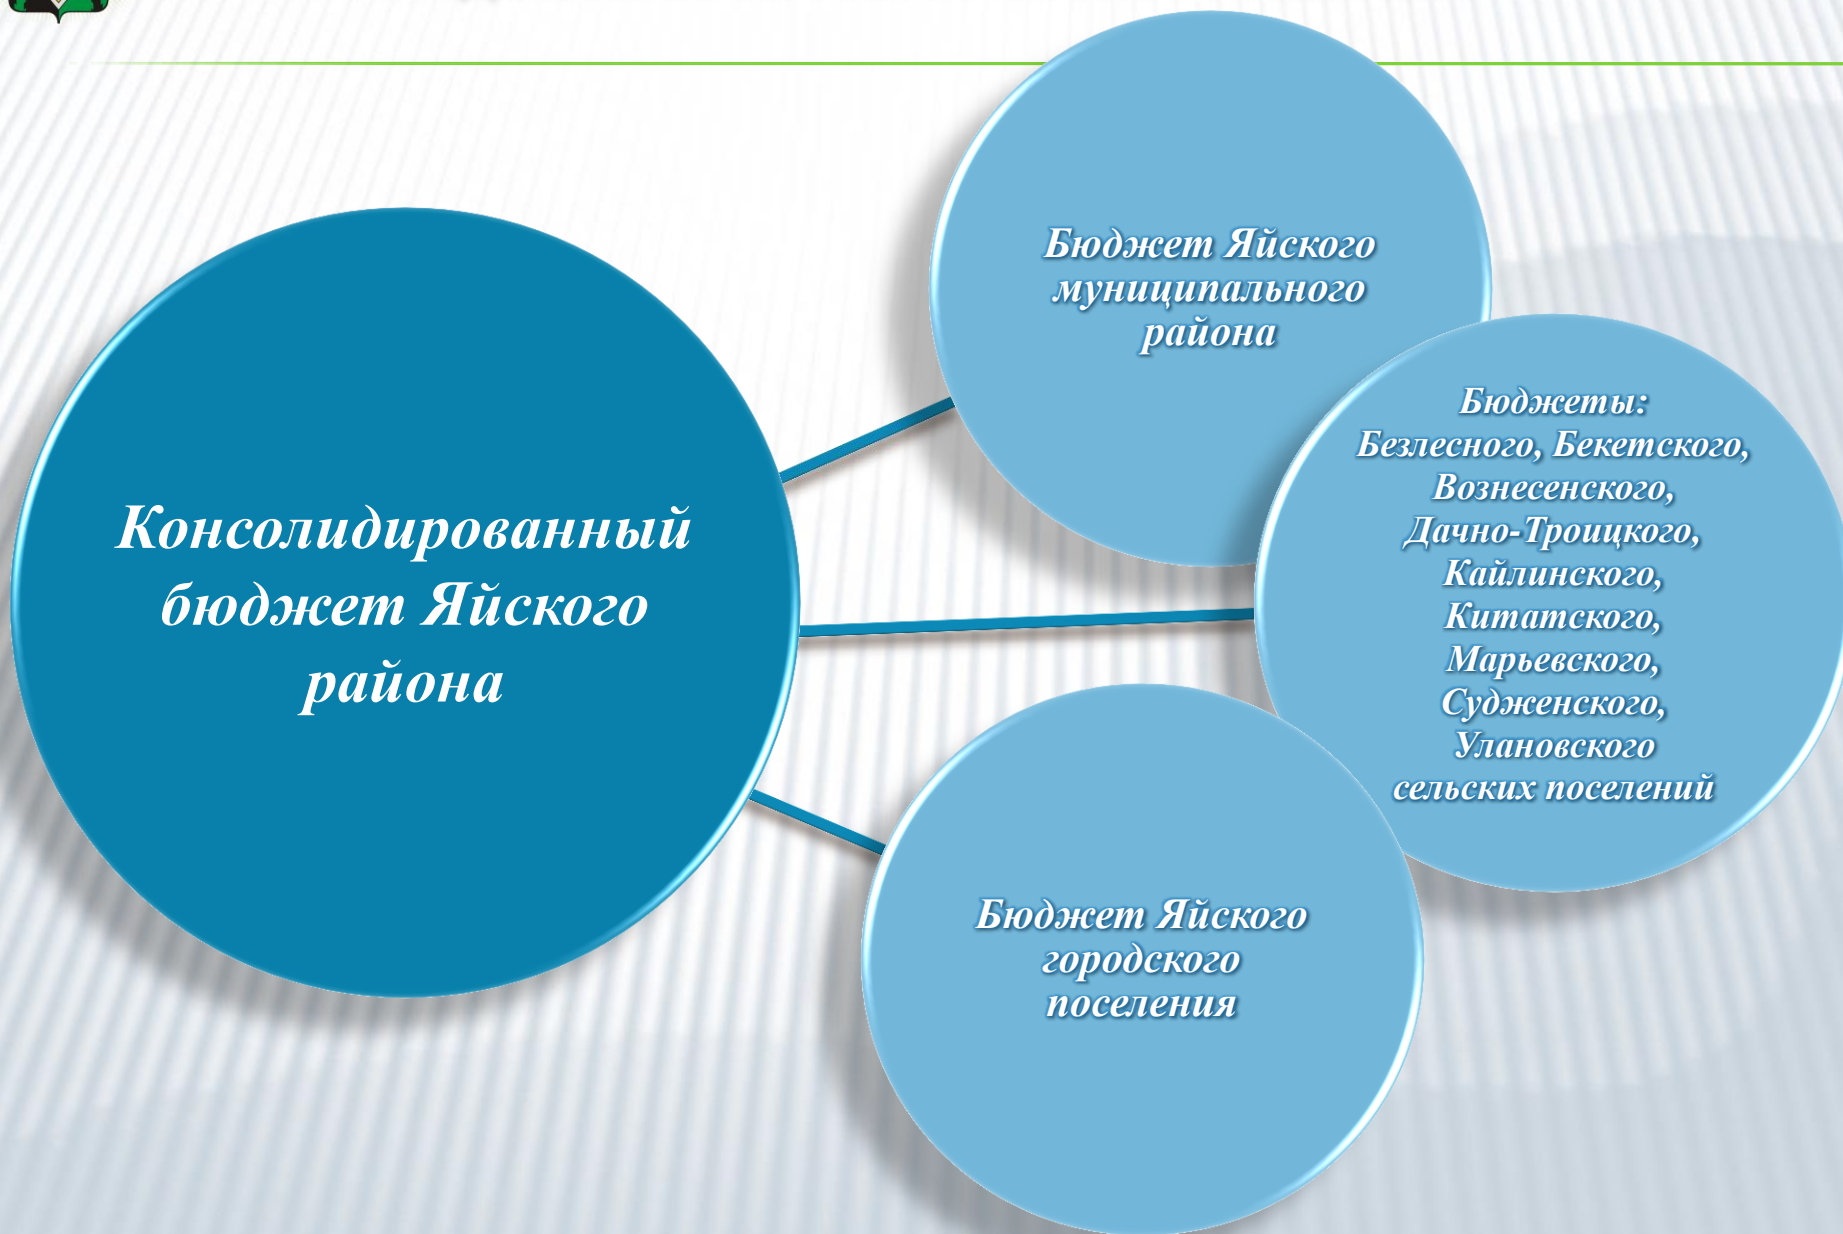 Консолидированный
бюджет Яйского
района
Бюджет Яйского
муниципального
района
Бюджеты:
Безлесного, Бекетского,
Вознесенского,
Дачно-Троицкого,
Кайлинского,
Китатского,
Марьевского,
Судженского,
Улановского
сельских поселений
Бюджет Яйского
городского
поселения